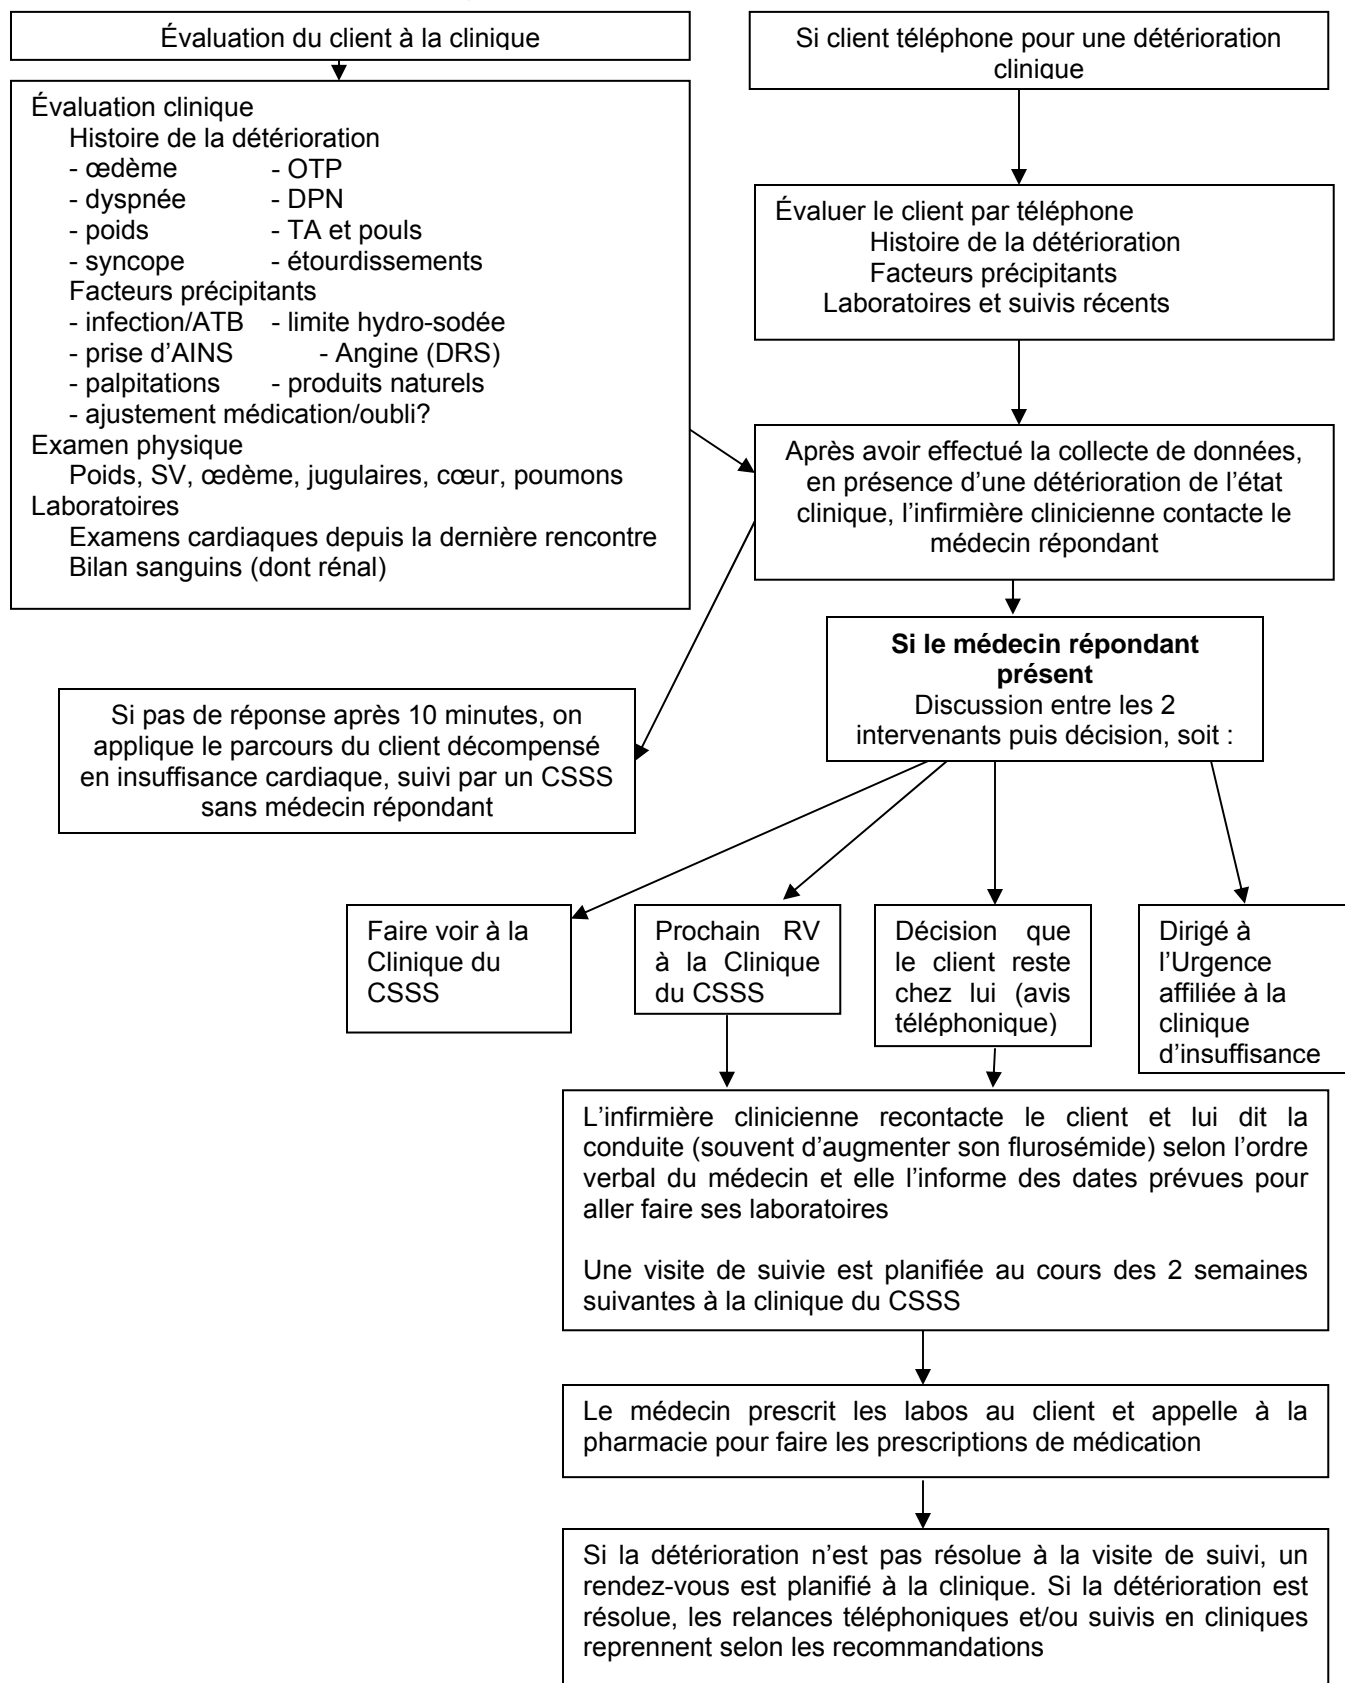 Évaluation du client à la clinique
Si client téléphone pour une détérioration
clinique
Évaluation clinique
Histoire de la détérioration
- œdème - OTP
- dyspnée - DPN
- poids - TA et pouls
- syncope - étourdissements
Facteurs précipitants
- infection/ATB - limite hydro-sodée
- prise d’AINS - Angine (DRS)
- palpitations - produits naturels
- ajustement médication/oubli?
Examen physique
Poids, SV, œdème, jugulaires, cœur, poumons
Laboratoires
Examens cardiaques depuis la dernière rencontre
Bilan sanguins (dont rénal)
Évaluer le client par téléphone
Histoire de la détérioration
Facteurs précipitants
Laboratoires et suivis récents
Après avoir effectué la collecte de données,
en présence d’une détérioration de l’état
clinique, l’infirmière clinicienne contacte le
médecin répondant
Si le médecin répondant
présent
Discussion entre les 2
intervenants puis décision, soit :
Si pas de réponse après 10 minutes, on
applique le parcours du client décompensé
en insuffisance cardiaque, suivi par un CSSS
sans médecin répondant
Faire voir à la
Clinique du
CSSS
Prochain RV
à la Clinique
du CSSS
Décision que
le client reste
chez lui (avis
téléphonique)
Dirigé à
l’Urgence
affiliée à la
clinique
d’insuffisance
L’infirmière clinicienne recontacte le client et lui dit la
conduite (souvent d’augmenter son flurosémide) selon l’ordre
verbal du médecin et elle l’informe des dates prévues pour
aller faire ses laboratoires
Une visite de suivie est planifiée au cours des 2 semaines
suivantes à la clinique du CSSS
Le médecin prescrit les labos au client et appelle à la
pharmacie pour faire les prescriptions de médication
Si la détérioration n’est pas résolue à la visite de suivi, un
rendez-vous est planifié à la clinique. Si la détérioration est
résolue, les relances téléphoniques et/ou suivis en cliniques
reprennent selon les recommandations